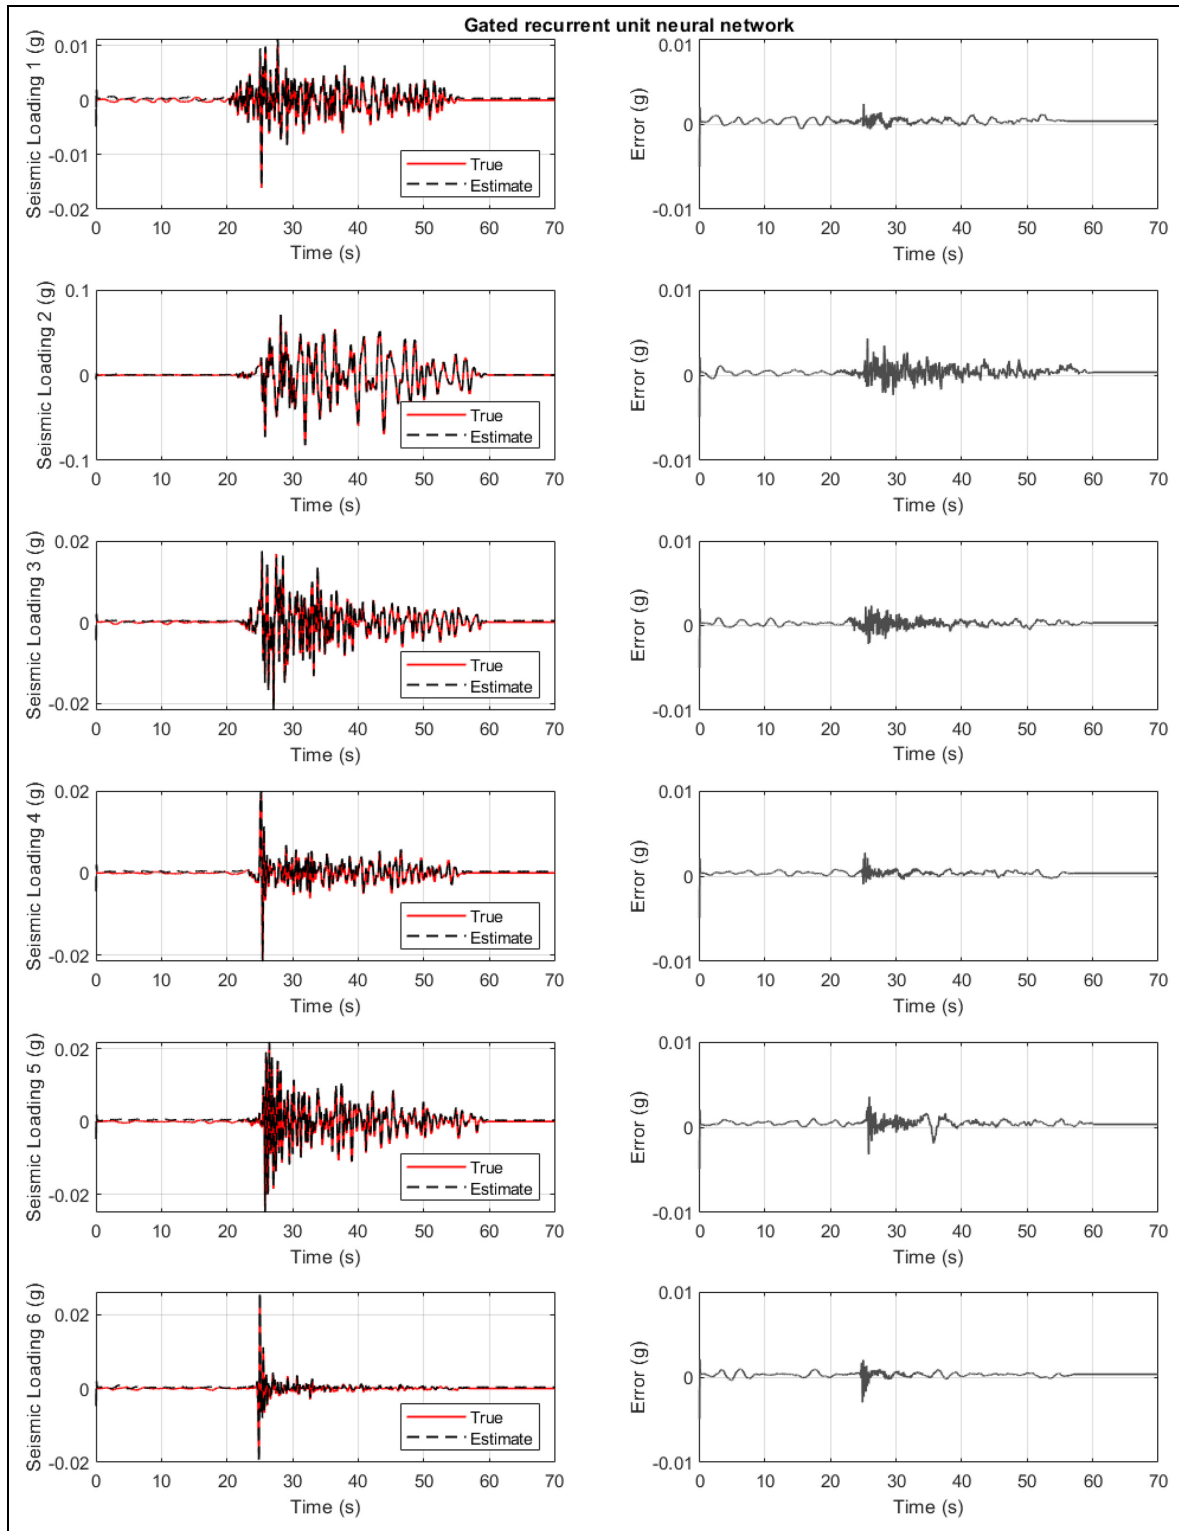 Gated recurrent unit neural network
Seismic Loading 1 (g)
0.01
0
-0.01
-0.02
True
Estimate
0 10 20 30 40 50 60 70
Time (s)
Error (g)
0.01
0
-0.01
0 10 20 30 40 50 60 70
Time (s)
Seismic Loading 2 (g)
0.1
0
-0.1
True
Estimate
0 10 20 30 40 50 60 70
Time (s)
Error (g)
0.01
0
-0.01
0 10 20 30 40 50 60 70
Time (s)
Seismic Loading 3 (g)
0.02
0
-0.02
True
Estimate
0 10 20 30 40 50 60 70
Time (s)
Error (g)
0.01
0
-0.01
0 10 20 30 40 50 60 70
Time (s)
Seismic Loading 4 (g)
0.02
0
-0.02
True
Estimate
0 10 20 30 40 50 60 70
Time (s)
Error (g)
0.01
0
-0.01
0 10 20 30 40 50 60 70
Time (s)
Seismic Loading 5 (g)
0.02
0
-0.02
True
Estimate
0 10 20 30 40 50 60 70
Time (s)
Error (g)
0.01
0
-0.01
0 10 20 30 40 50 60 70
Time (s)
Seismic Loading 6 (g)
0.02
0
-0.02
True
Estimate
0 10 20 30 40 50 60 70
Time (s)
Error (g)
0.01
0
-0.01
0 10 20 30 40 50 60 70
Time (s)